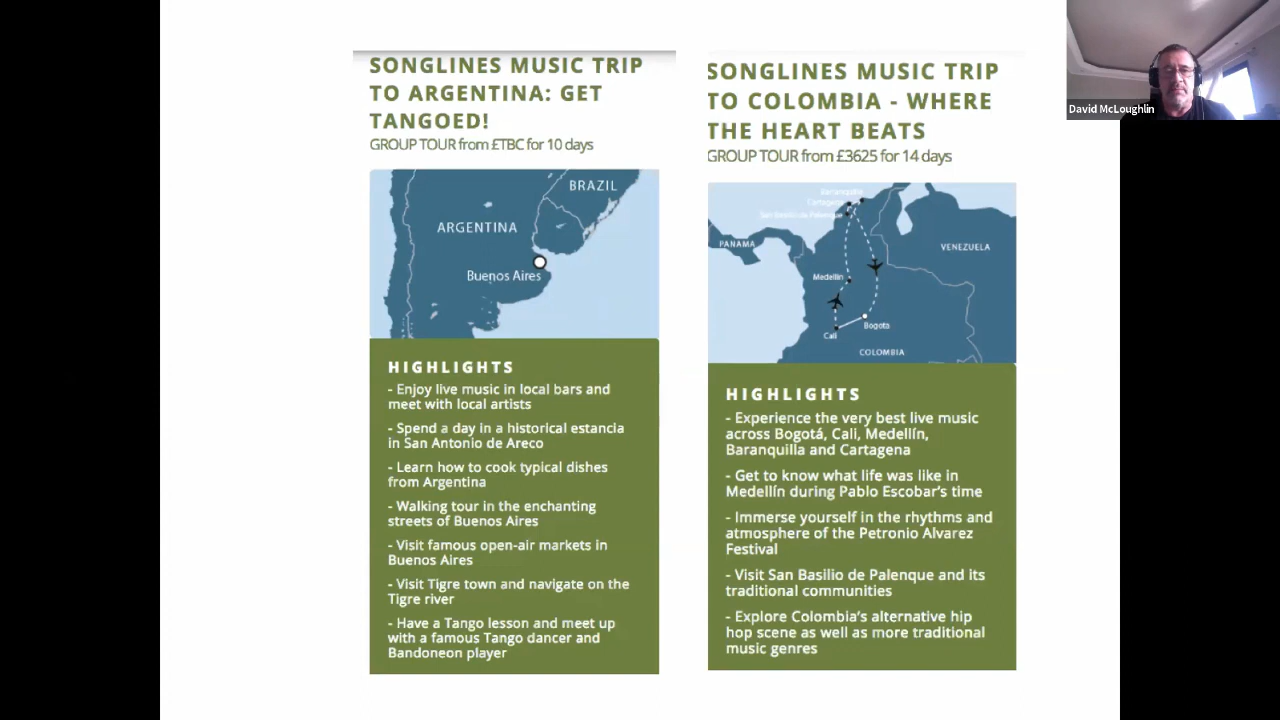 SONGLINES MUSIC TRIP
TO ARGENTINA: GET
TANGOED!
GROUP TOUR from £TBC for 10 days
BRAZIL
ARGENTINA
Buenos Aires
HIGHLIGHTS
- Enjoy live music in local bars and
meet with local artists
- Spend a day in a historical estancia
in San Antonio de Areco
- Learn how to cook typical dishes
from Argentina
- Walking tour in the enchanting
streets of Buenos Aires
- Visit famous open-air markets in
Buenos Aires
- Visit Tigre town and navigate on the
Tigre river
- Have a Tango lesson and meet up
with a famous Tango dancer and
Bandoneon player
SONGLINES MUSIC TRIP
TO COLOMBIA - WHERE
THE HEART BEATS
GROUP TOUR from £3625 for 14 days
Barranquilla
Cartagena
San Basilio de Palenque
PANAMA
VENEZUELA
Medellin
Bogota
Cali
COLOMBIA
HIGHLIGHTS
- Experience the very best live music
across Bogotá, Cali, Medellín,
Baranquilla and Cartagena
- Get to know what life was like in
Medellín during Pablo Escobar's time
- Immerse yourself in the rhythms and
atmosphere of the Petronio Alvarez
Festival
- Visit San Basilio de Palenque and its
traditional communities
- Explore Colombia's alternative hip
hop scene as well as more traditional
music genres
David McLoughlin